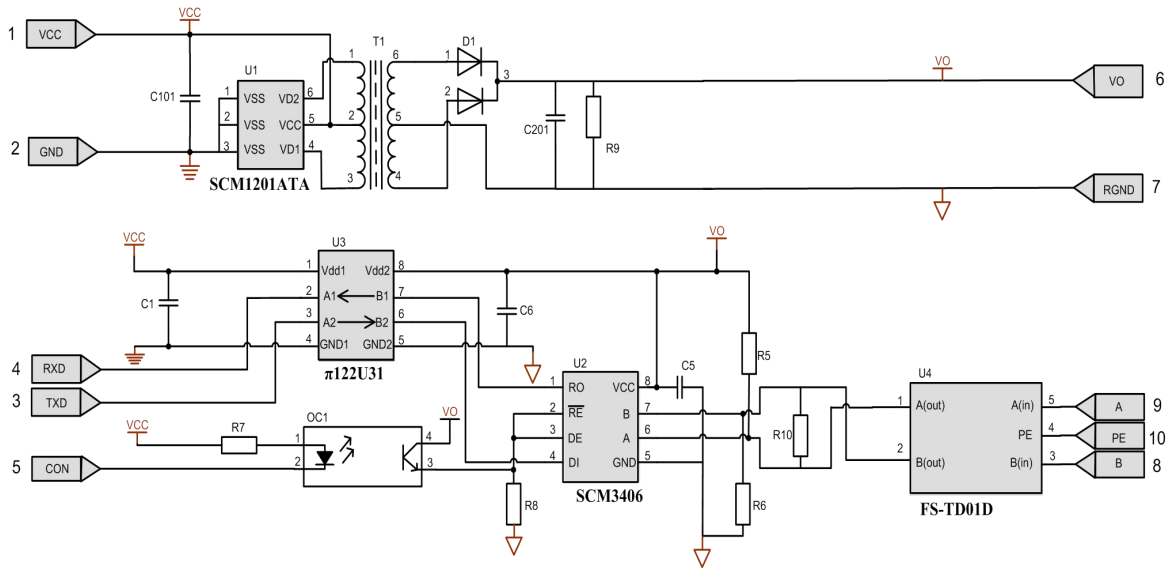 VCC
1 VCC
C101
2 GND
U1
1 VSS VD2 6
2 VSS VCC 5
3 VSS VD1 4
SCM1201ATA
T1
1 6
2 5
3 4
D1
1
2
3
C201
R9
VO
VO 6
RGND 7
VCC
C1
U3
1 Vdd1 Vdd2 8
2 A1 B1 7
3 A2 B2 6
4 GND1 GND2 5
π122U31
C6
VO
4 RXD
3 TXD
5 CON
VCC
R7
OC1
1
2
4
3
VO
R8
U2
1 RO VCC 8
2 RE B 7
3 DE A 6
4 DI GND 5
SCM3406
C5
R5
R6
R10
U4
1 A(out) A(in) 5
PE 4
2 B(out) B(in) 3
FS-TD01D
A 9
PE 10
B 8